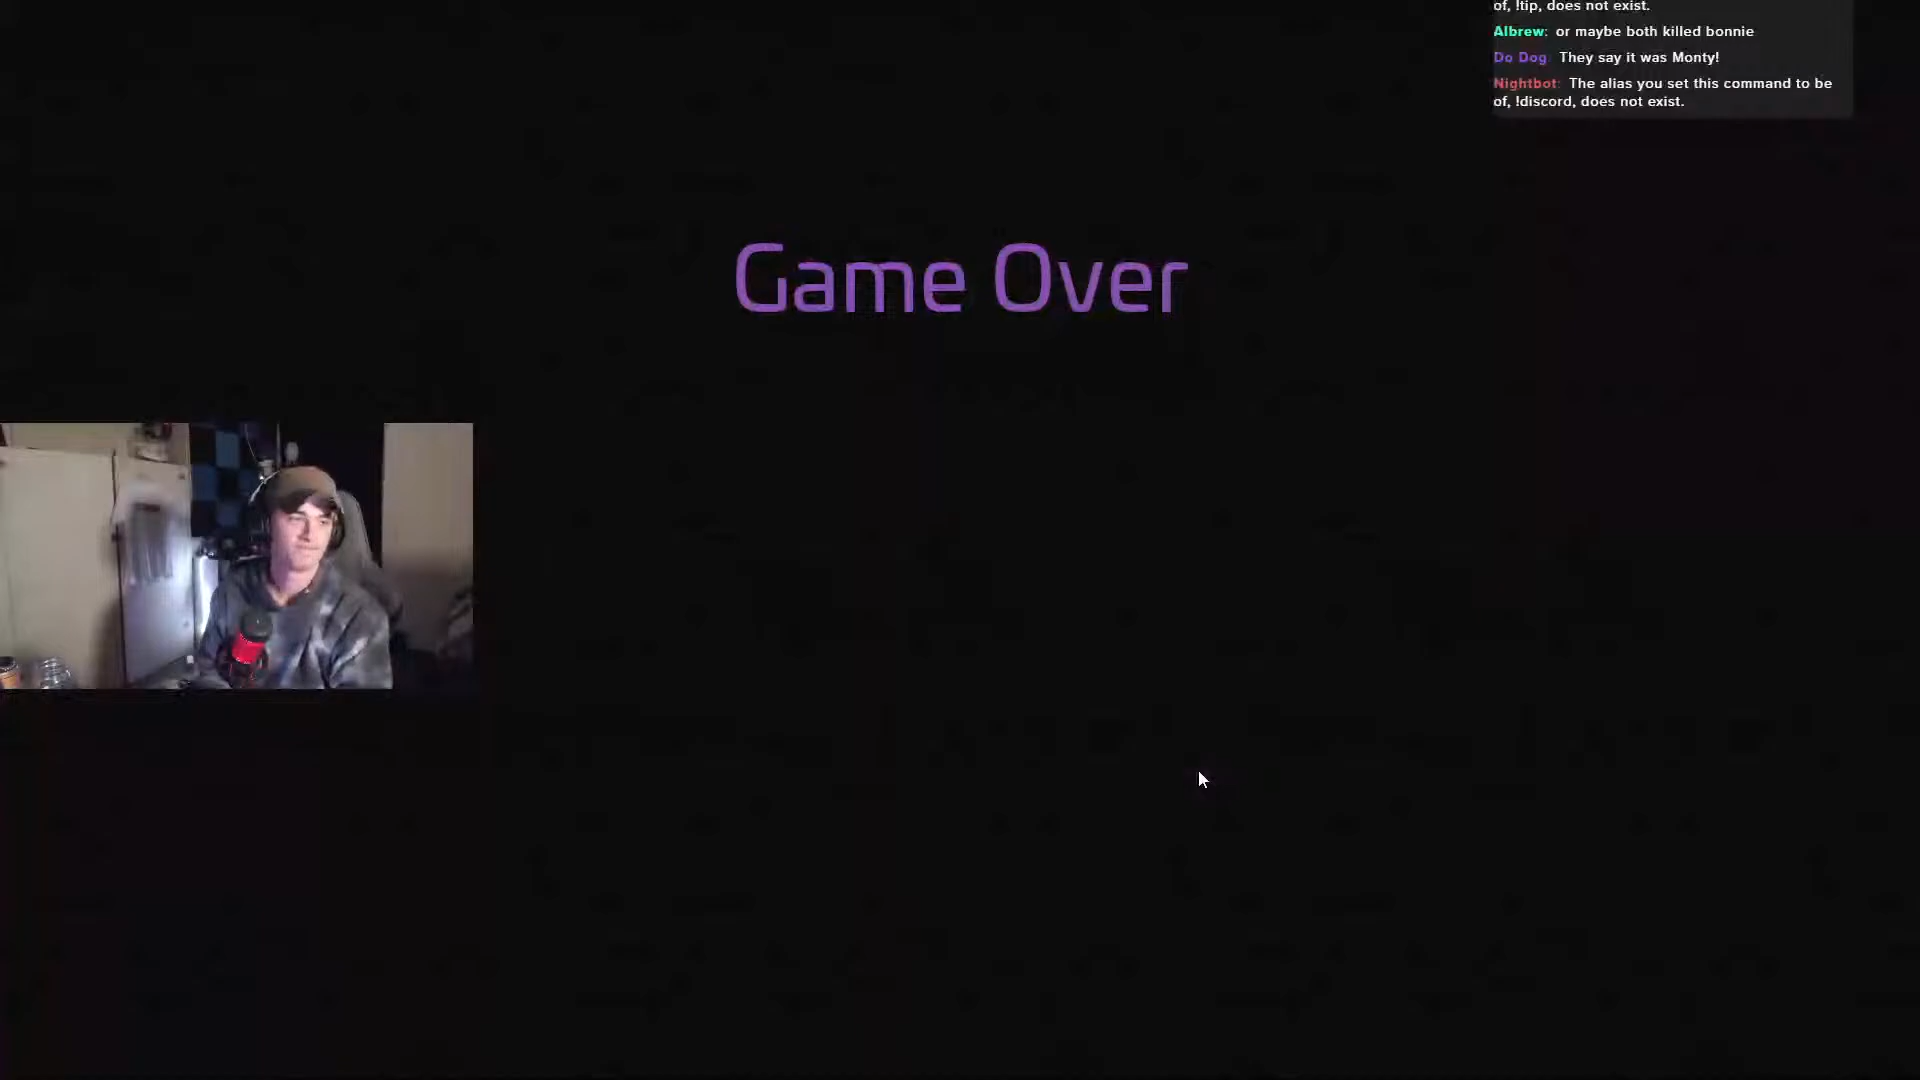 of, !tip, does not exist.
Albrew: or maybe both killed bonnie
Do Dog: They say it was Monty!
Nightbot: The alias you set this command to be
of, !discord, does not exist.
Game Over